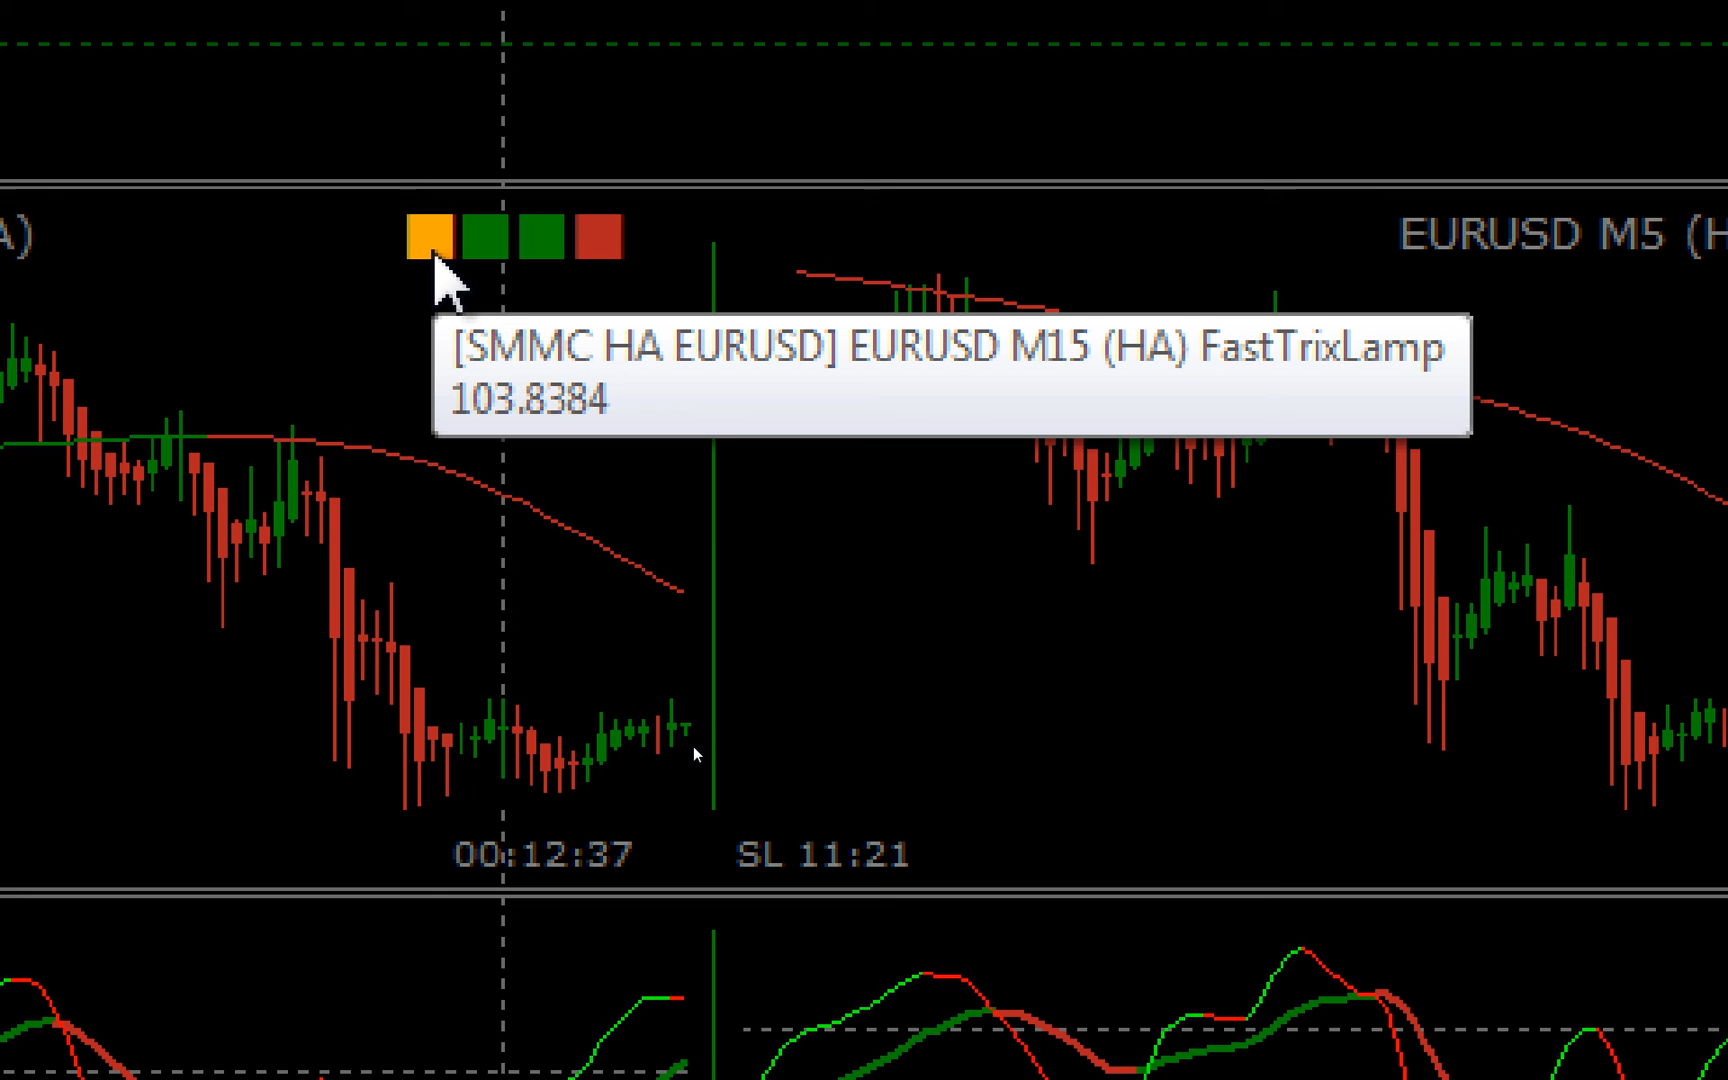 A)
EURUSD M5 (H
[SMMC HA EURUSD] EURUSD M15 (HA) FastTrixLamp
103.8384
00:12:37
SL 11:21